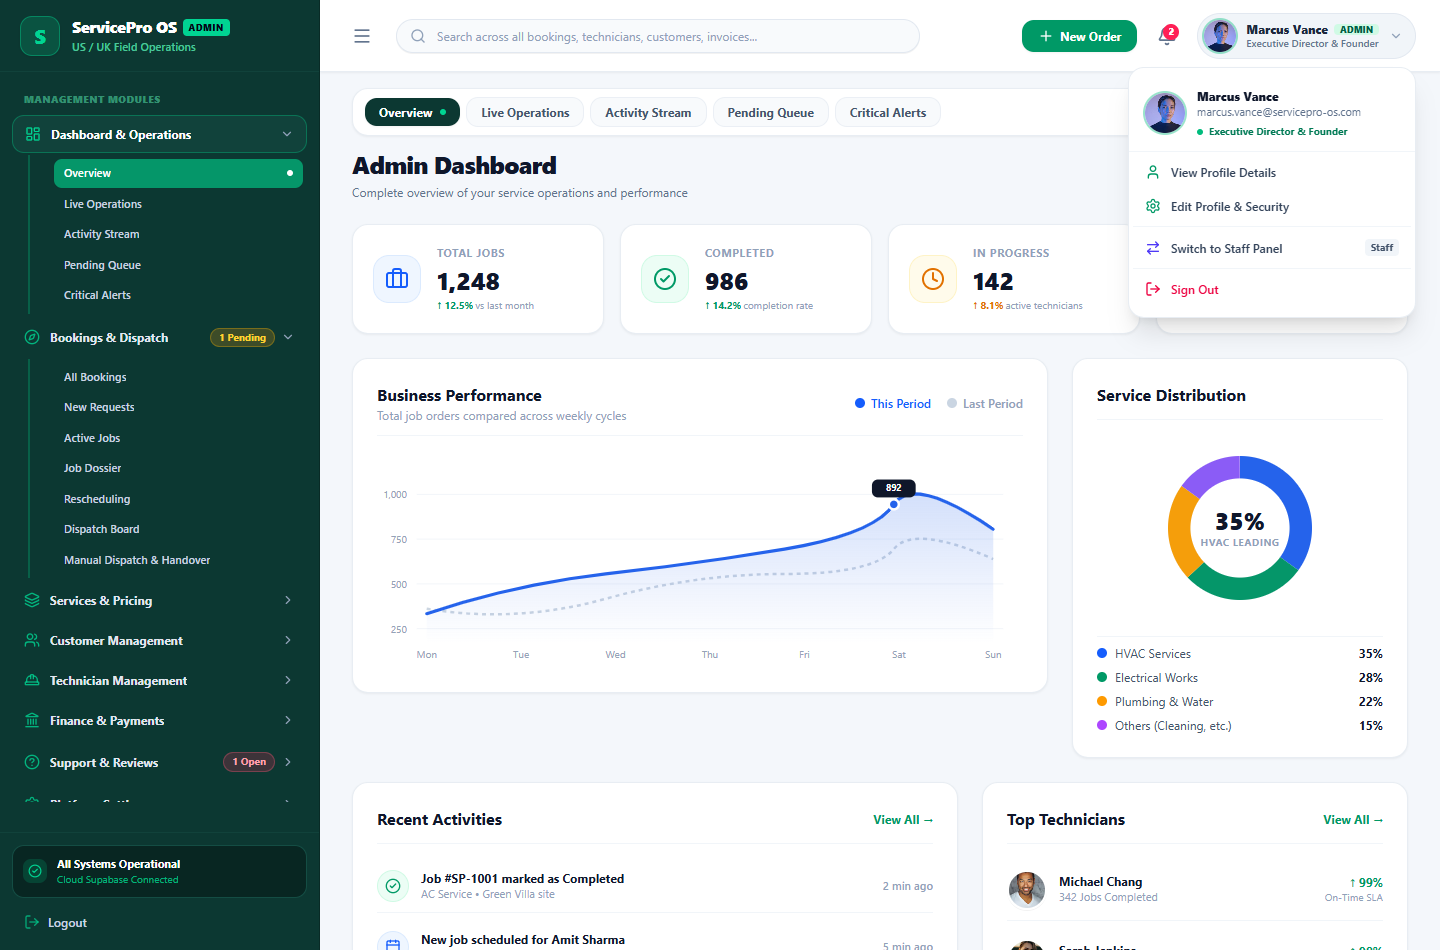 S
ServicePro OS ADMIN
US / UK Field Operations
MANAGEMENT MODULES
Dashboard & Operations
Overview
Live Operations
Activity Stream
Pending Queue
Critical Alerts
Bookings & Dispatch 1 Pending
All Bookings
New Requests
Active Jobs
Job Dossier
Rescheduling
Dispatch Board
Manual Dispatch & Handover
Services & Pricing
Customer Management
Technician Management
Finance & Payments
Support & Reviews 1 Open
All Systems Operational
Cloud Supabase Connected
Logout
Search across all bookings, technicians, customers, invoices...
New Order
2
Marcus Vance ADMIN
Executive Director & Founder
Marcus Vance
marcus.vance@servicepro-os.com
Executive Director & Founder
View Profile Details
Edit Profile & Security
Switch to Staff Panel Staff
Sign Out
Overview Live Operations Activity Stream Pending Queue Critical Alerts
Admin Dashboard
Complete overview of your service operations and performance
TOTAL JOBS
1,248
↑ 12.5% vs last month
COMPLETED
986
↑ 14.2% completion rate
IN PROGRESS
142
↑ 8.1% active technicians
Business Performance
Total job orders compared across weekly cycles
This Period Last Period
892
1,000
750
500
250
Mon Tue Wed Thu Fri Sat Sun
Service Distribution
35%
HVAC LEADING
HVAC Services 35%
Electrical Works 28%
Plumbing & Water 22%
Others (Cleaning, etc.) 15%
Recent Activities View All →
Job #SP-1001 marked as Completed
AC Service • Green Villa site
2 min ago
New job scheduled for Amit Sharma
5 min ago
Top Technicians View All →
Michael Chang
342 Jobs Completed
↑ 99%
On-Time SLA